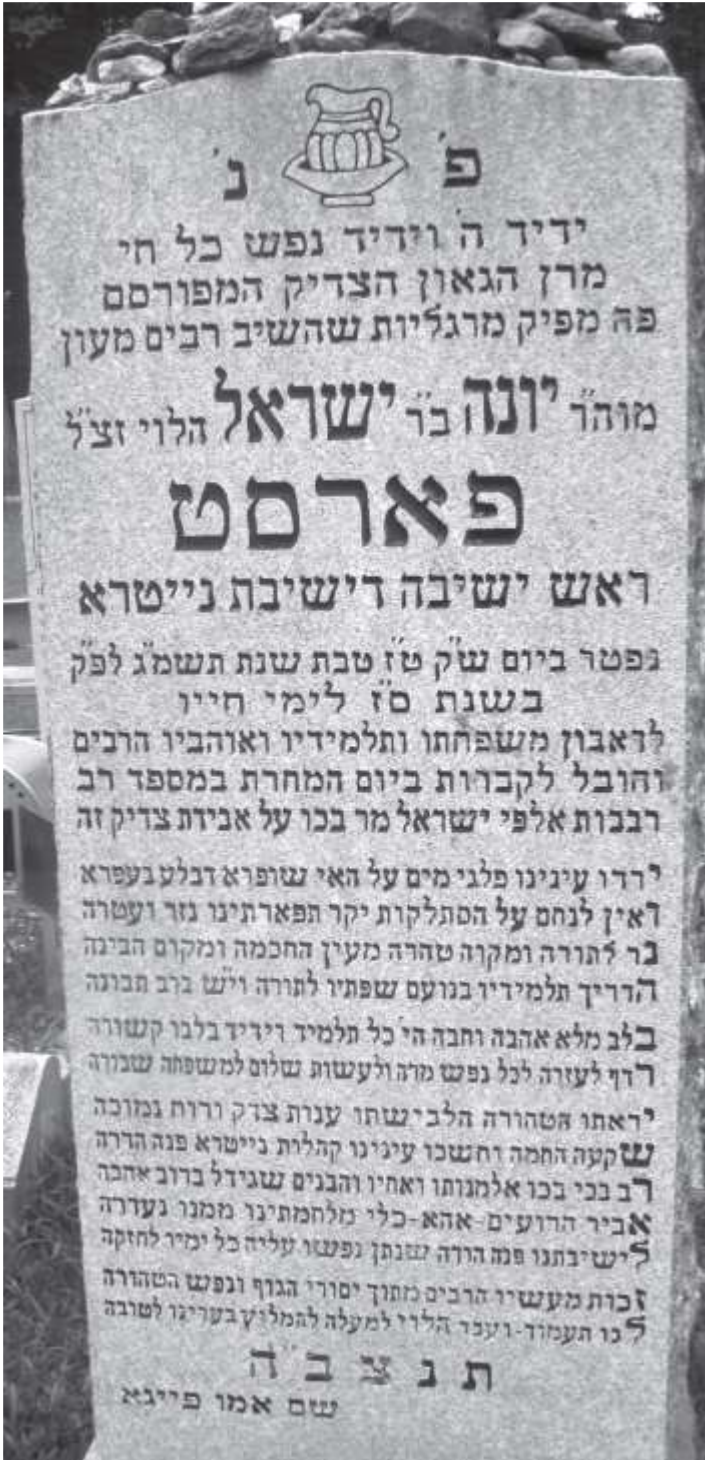 פ' נ'
ידיד ה' וידיד נפש כל חי
מרן הגאון הצדיק המפורסם
פה מפיק מרגליות שהשיב רבים מעון
מוה"ר יונה ב"ר ישראל הלוי זצ"ל
פארסט
ראש ישיבה דישיבת נייטרא
נפטר ביום ש"ק ט"ז טבת שנת תשמ"ג לפ"ק
בשנת ס"ז לימי חייו
לדאבון משפחתו ותלמידיו ואוהביו הרבים
והובל לקברות ביום המחרת במספד רב
רבבות אלפי ישראל מר בכו על אבידת צדיק זה
ירדו עינינו פלגי מים על האי שופרא דבלע בעפרא
ואין לנחם על הסתלקות יקר תפארתינו נזר ועטרה
נר לתורה ומקוה טהרה מעין החכמה ומקום הבינה
הדריך תלמידיו בנועם שפתיו לתורה וי"ש ברב תבונה
בלב מלא אהבה וחבה הי' כל תלמיד וידיד בלבו קשורה
רדף לעזרה לכל נפש מרה ולעשות שלום למשפחה שבורה
יראתו הטהורה הלבישתו ענות צדק ורוח נמוכה
שקעה החמה וחשכו עינינו קהלות נייטרא פנה הדרה
רב בכי בכו אלמנותו ואחיו והבנים שגידל ברוב אהבה
אביר הרועים-אהא-כלי מלחמתינו ממנו נעדרה
לישיבתנו פנה הודה שנתן נפשו עליה כל ימיו לחזקה
זכות מעשיו הרבים מתוך יסורי הגוף ונפש הטהורה
לנו תעמוד-ועבד הלוי למעלה להמליץ בעדינו לטובה
ת נ צ ב" ה
שם אמו פייגא